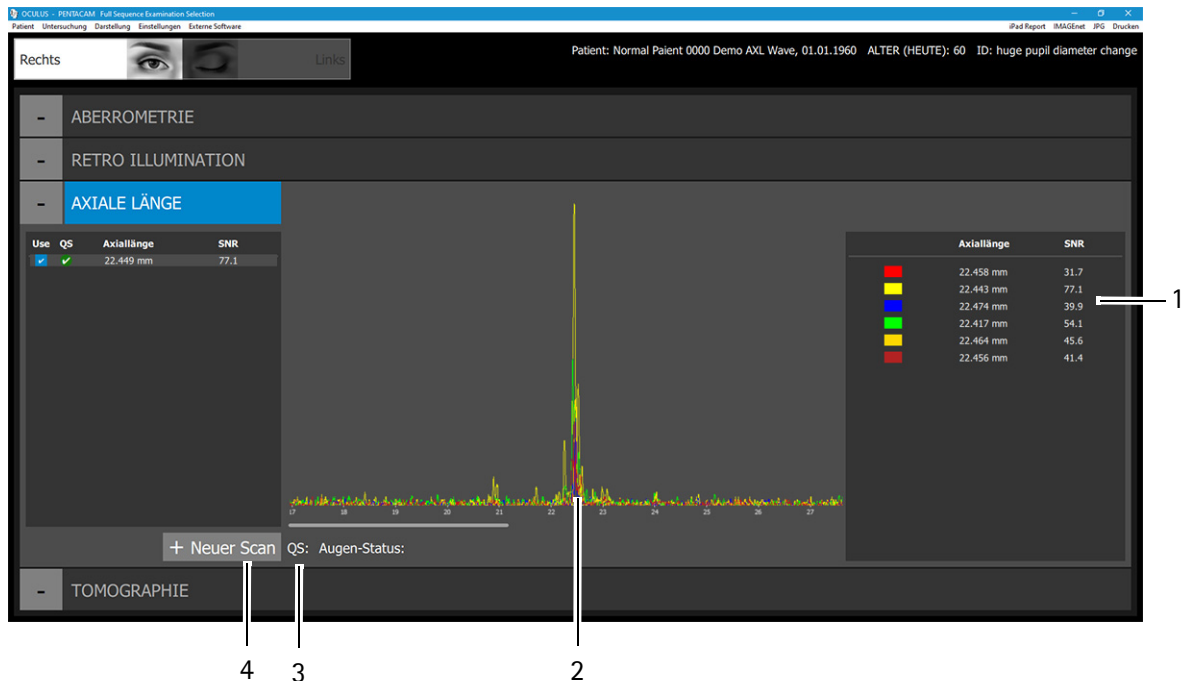 OCULUS - PENTACAM Full Sequence Examination Selection
Patient Untersuchung Darstellung Einstellungen Externe Software iPad Report IMAGEnet JPG Drucken
Rechts Links Patient: Normal Paient 0000 Demo AXL Wave, 01.01.1960 ALTER (HEUTE): 60 ID: huge pupil diameter change
- ABERROMETRIE
- RETRO ILLUMINATION
- AXIALE LÄNGE
Use QS Axiallänge SNR
22.449 mm 77.1
Axiallänge SNR
22.458 mm 31.7
22.443 mm 77.1
22.474 mm 39.9
22.417 mm 54.1
22.464 mm 45.6
22.456 mm 41.4
1
17 18 19 20 21 22 23 24 25 26 27
+ Neuer Scan QS: Augen-Status:
- TOMOGRAPHIE
4 3 2